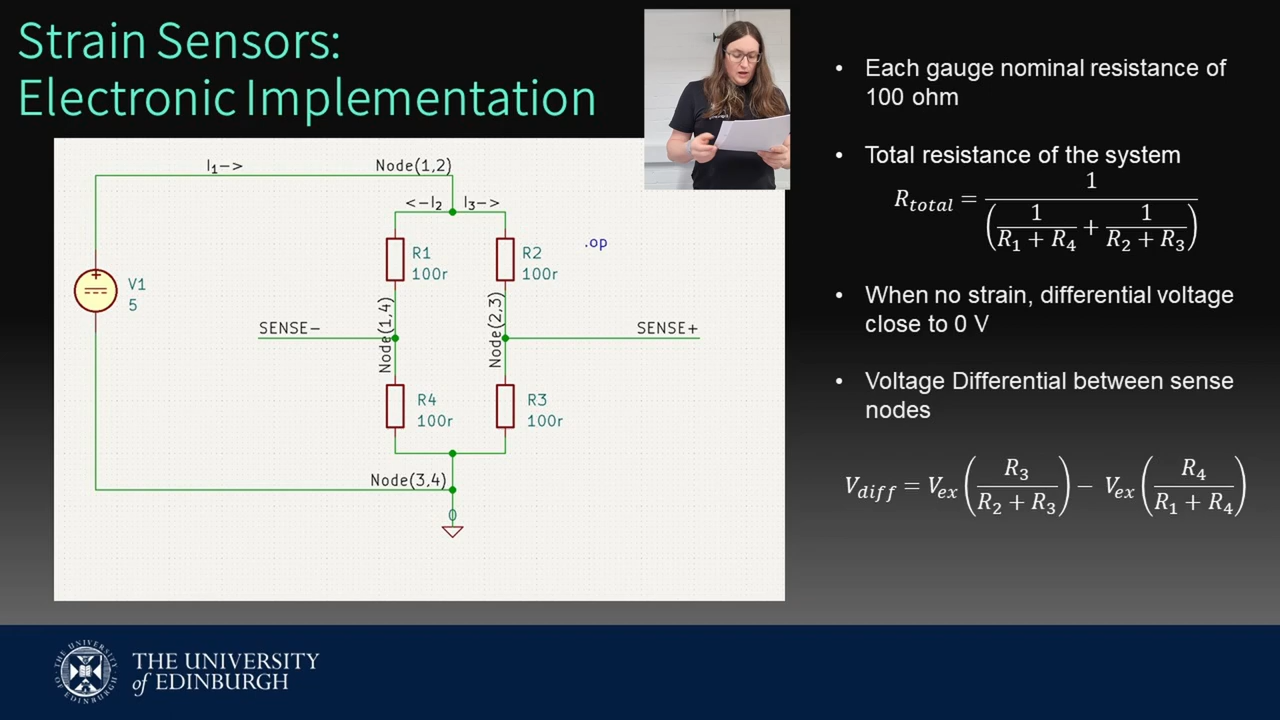 Strain Sensors:
Electronic Implementation
I₁->
Node(1,2)
<-I₂
I₃->
R1
100r
R2
100r
.op
V1
5
SENSE-
Node(1,4)
Node(2,3)
SENSE+
R4
100r
R3
100r
Node(3,4)
0
• Each gauge nominal resistance of
100 ohm
• Total resistance of the system
R_total = 1 / (1/(R₁ + R₄) + 1/(R₂ + R₃))
• When no strain, differential voltage
close to 0 V
• Voltage Differential between sense
nodes
V_diff = V_ex (R₃/(R₂ + R₃)) − V_ex (R₄/(R₁ + R₄))
THE UNIVERSITY
of EDINBURGH